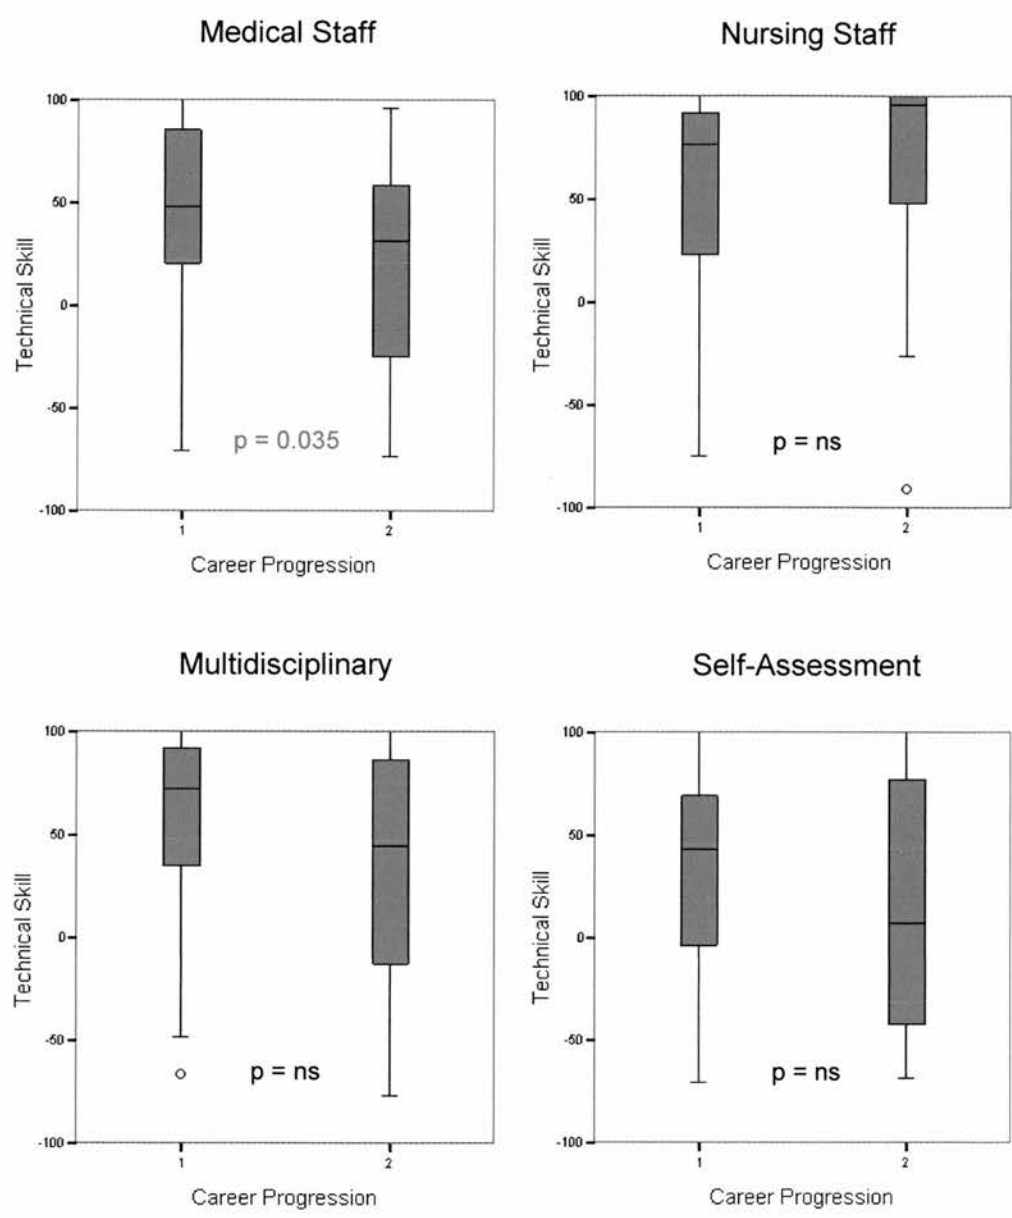 Medical Staff
100
50
0
-50
-100
Technical Skill
p = 0.035
1 2
Career Progression
Nursing Staff
100
50
0
-50
-100
Technical Skill
p = ns
1 2
Career Progression
Multidisciplinary
100
50
0
-50
-100
Technical Skill
p = ns
1 2
Career Progression
Self-Assessment
100
50
0
-50
-100
Technical Skill
p = ns
1 2
Career Progression